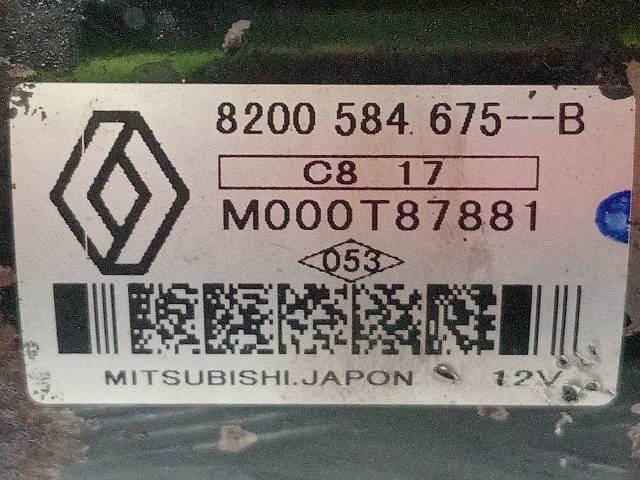 8200 584 675--B
C8 17
M000T87881
053
MITSUBISHI.JAPON 12V